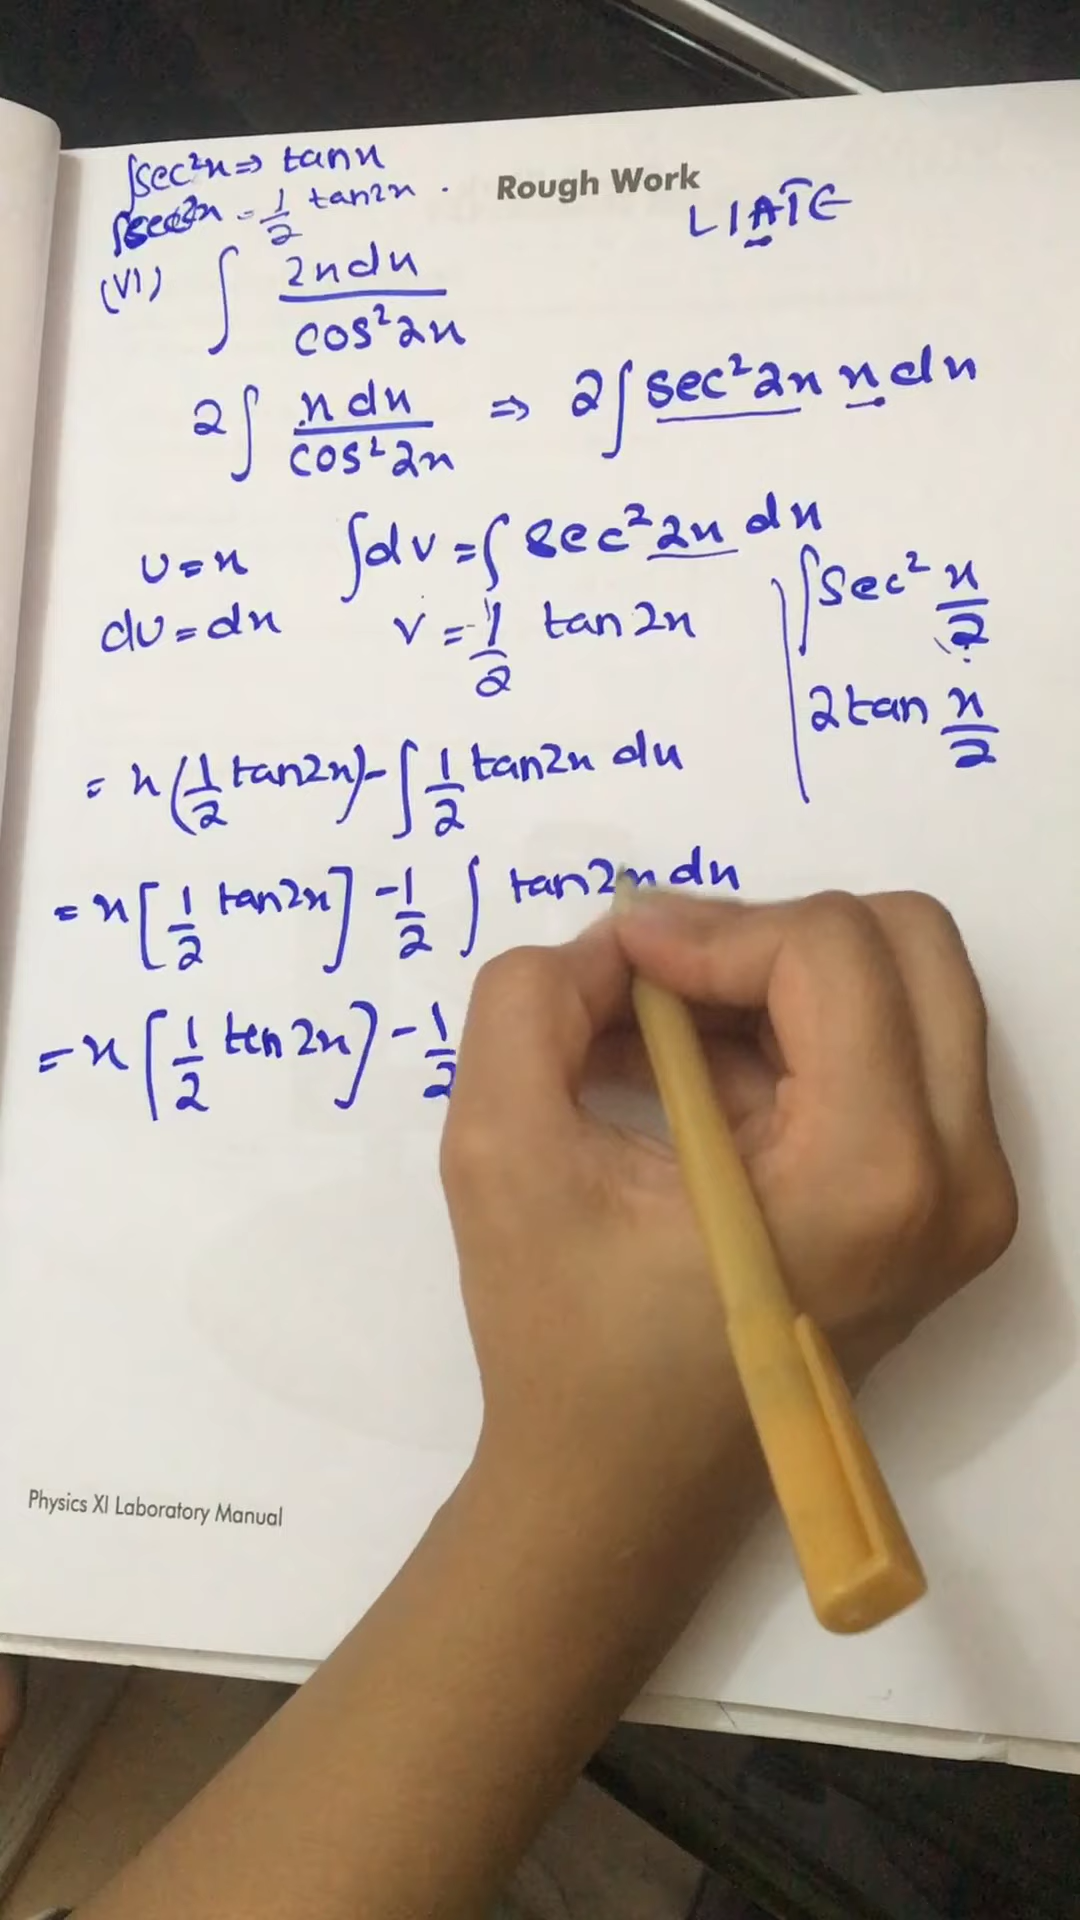 ∫sec²x ⇒ tanx
∫sec²2x = 1/2 tan2x .
Rough Work
LIATE
(VI) ∫ 2xdx / cos²2x
2∫ xdx / cos²2x ⇒ 2∫ sec²2x x dx
u = x ∫dv = ∫ sec²2x dx
du = dx v = 1/2 tan2x
∫sec² x/2
2tan x/2
= x(1/2 tan2x) - ∫ 1/2 tan2x dx
= x[1/2 tan2x] - 1/2 ∫ tan2x dx
= x[1/2 tan2x] - 1/2
Physics XI Laboratory Manual